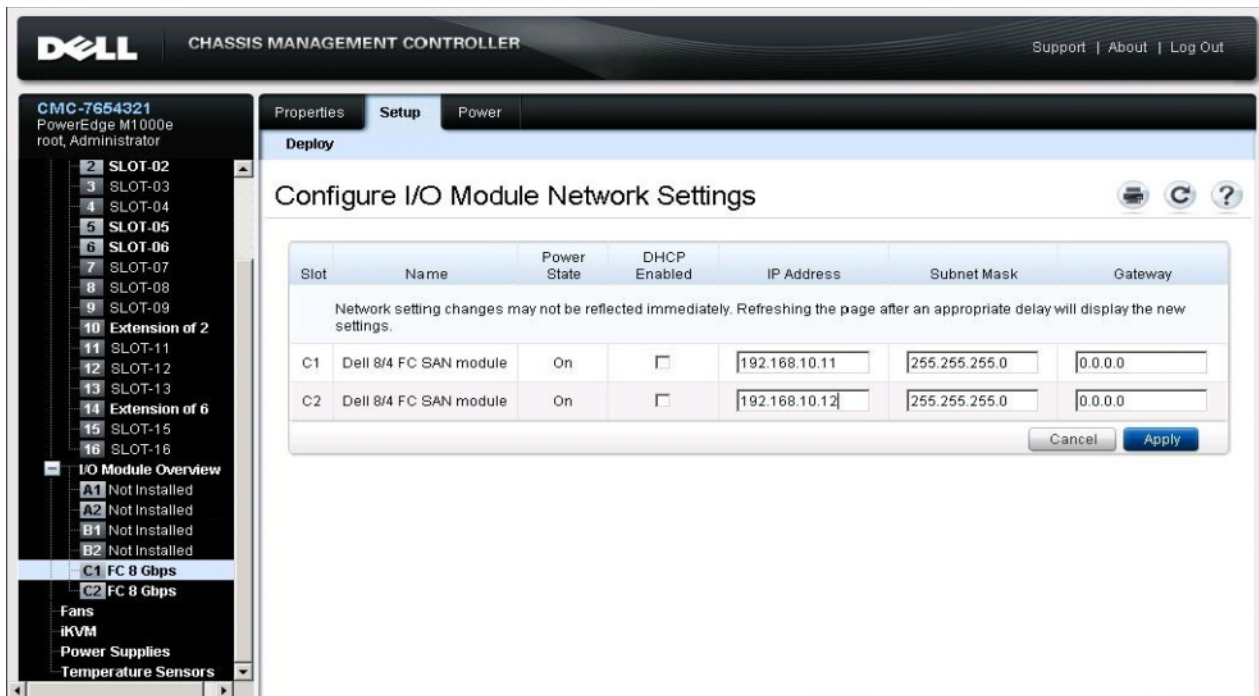 DELL CHASSIS MANAGEMENT CONTROLLER Support | About | Log Out
CMC-7654321
PowerEdge M1000e
root, Administrator
2 SLOT-02
3 SLOT-03
4 SLOT-04
5 SLOT-05
6 SLOT-06
7 SLOT-07
8 SLOT-08
9 SLOT-09
10 Extension of 2
11 SLOT-11
12 SLOT-12
13 SLOT-13
14 Extension of 6
15 SLOT-15
16 SLOT-16
I/O Module Overview
A1 Not Installed
A2 Not Installed
B1 Not Installed
B2 Not Installed
C1 FC 8 Gbps
C2 FC 8 Gbps
Fans
iKVM
Power Supplies
Temperature Sensors
Properties Setup Power
Deploy
Configure I/O Module Network Settings ?
Slot Name Power State DHCP Enabled IP Address Subnet Mask Gateway
Network setting changes may not be reflected immediately. Refreshing the page after an appropriate delay will display the new
settings.
C1 Dell 8/4 FC SAN module On 192.168.10.11 255.255.255.0 0.0.0.0
C2 Dell 8/4 FC SAN module On 192.168.10.12 255.255.255.0 0.0.0.0
Cancel Apply